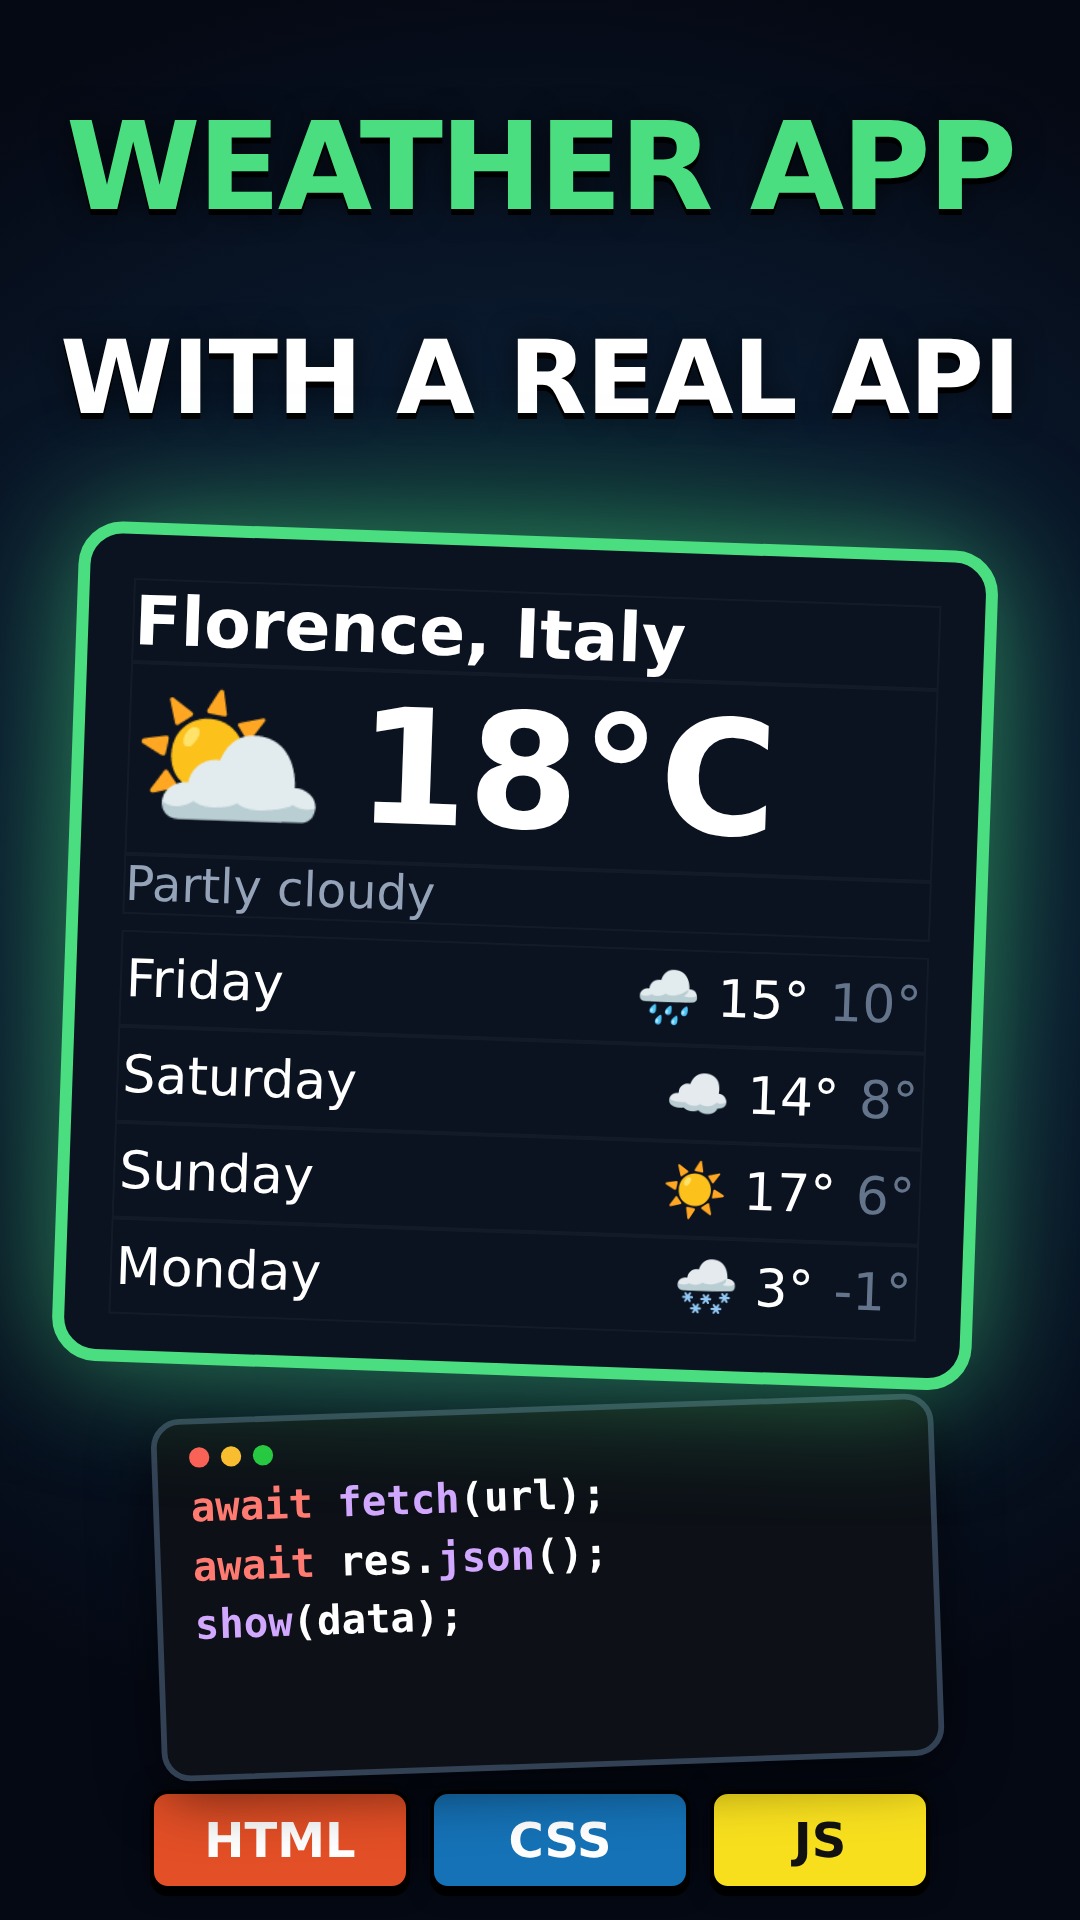 WEATHER APP
WITH A REAL API
Florence, Italy
18°C
Partly cloudy
Friday 15° 10°
Saturday 14° 8°
Sunday 17° 6°
Monday 3° -1°
await fetch(url);
await res.json();
show(data);
HTML CSS JS